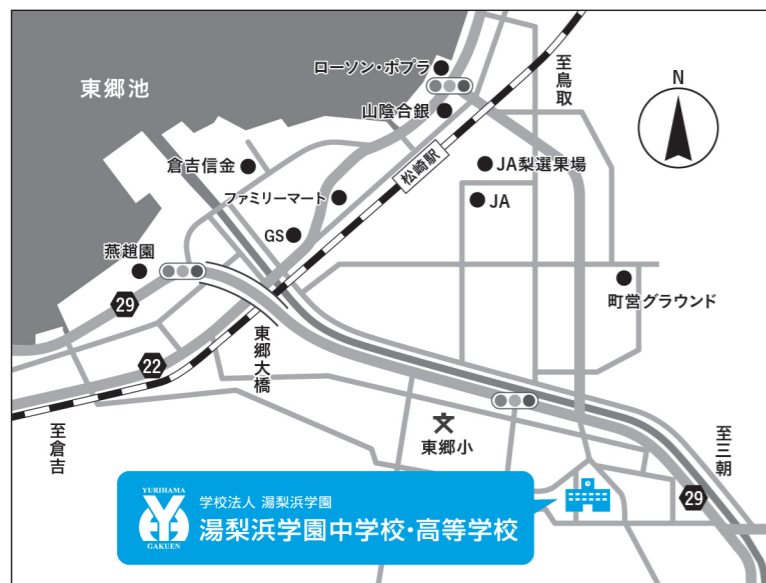 ローソン・ポプラ
至鳥取
N
東郷池
山陰合銀
倉吉信金
松崎駅
JA梨選果場
ファミリーマート
JA
GS
燕趙園
町営グラウンド
29
22
東郷大橋
至倉吉
東郷小
至三朝
29
YURIHAMA
Y
GAKUEN
学校法人 湯梨浜学園
湯梨浜学園中学校・高等学校